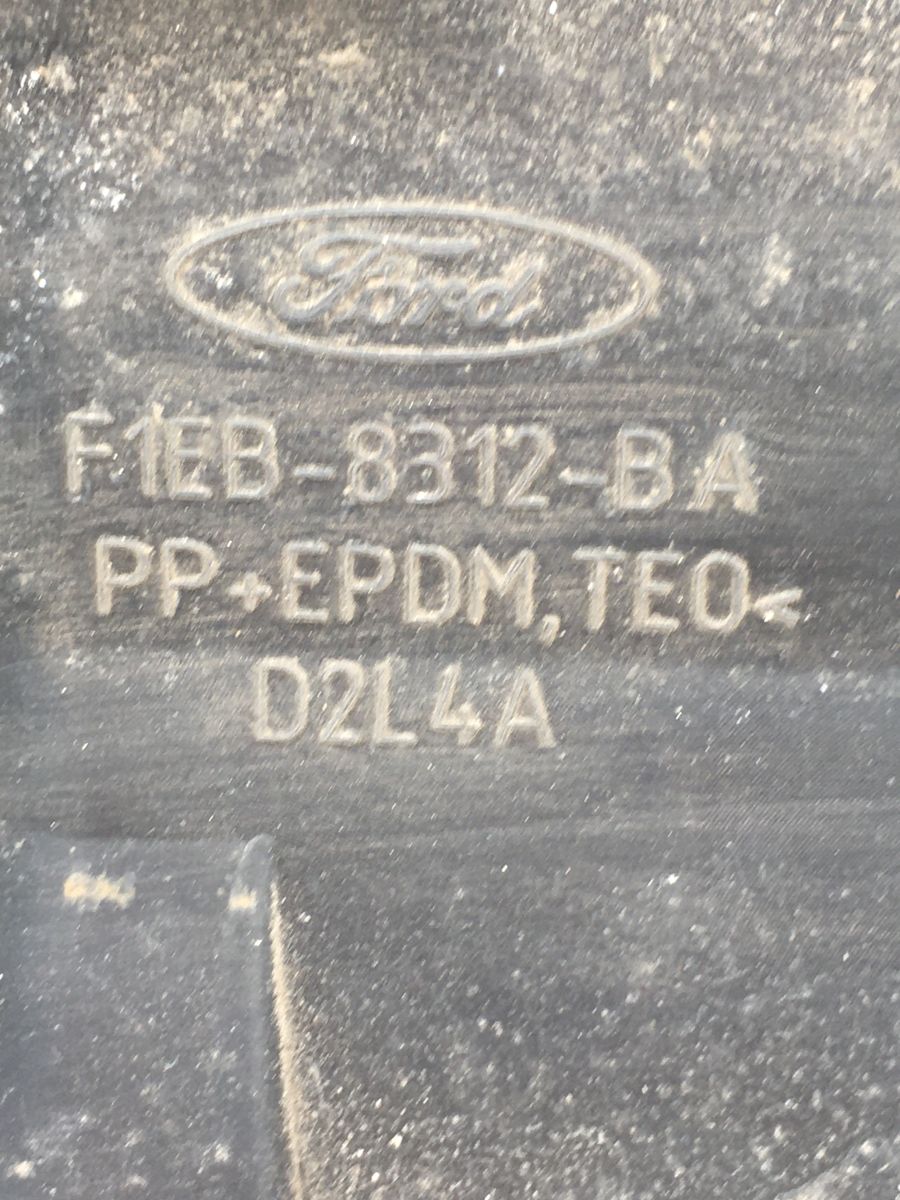 Ford
F1EB-8312-BA
PP+EPDM,TEO<
D2L4A